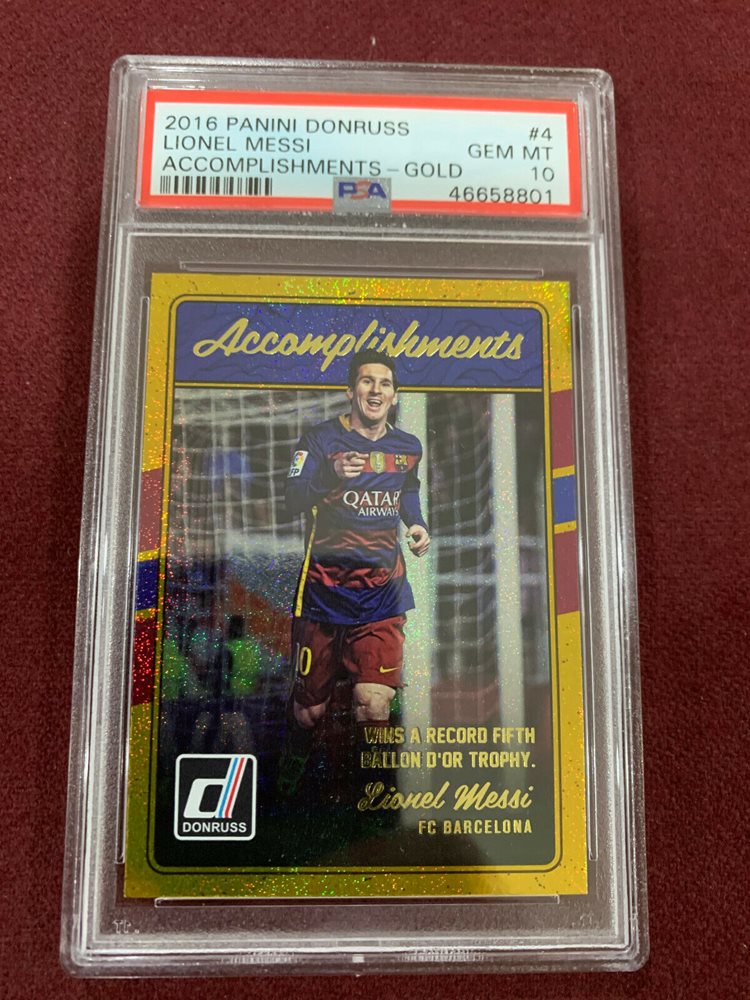 2016 PANINI DONRUSS #4
LIONEL MESSI GEM MT
ACCOMPLISHMENTS - GOLD 10
PSA 46658801
Accomplishments
QATAR
AIRWAYS
10
WINS A RECORD FIFTH
BALLON D'OR TROPHY.
Lionel Messi
FC BARCELONA
d
DONRUSS